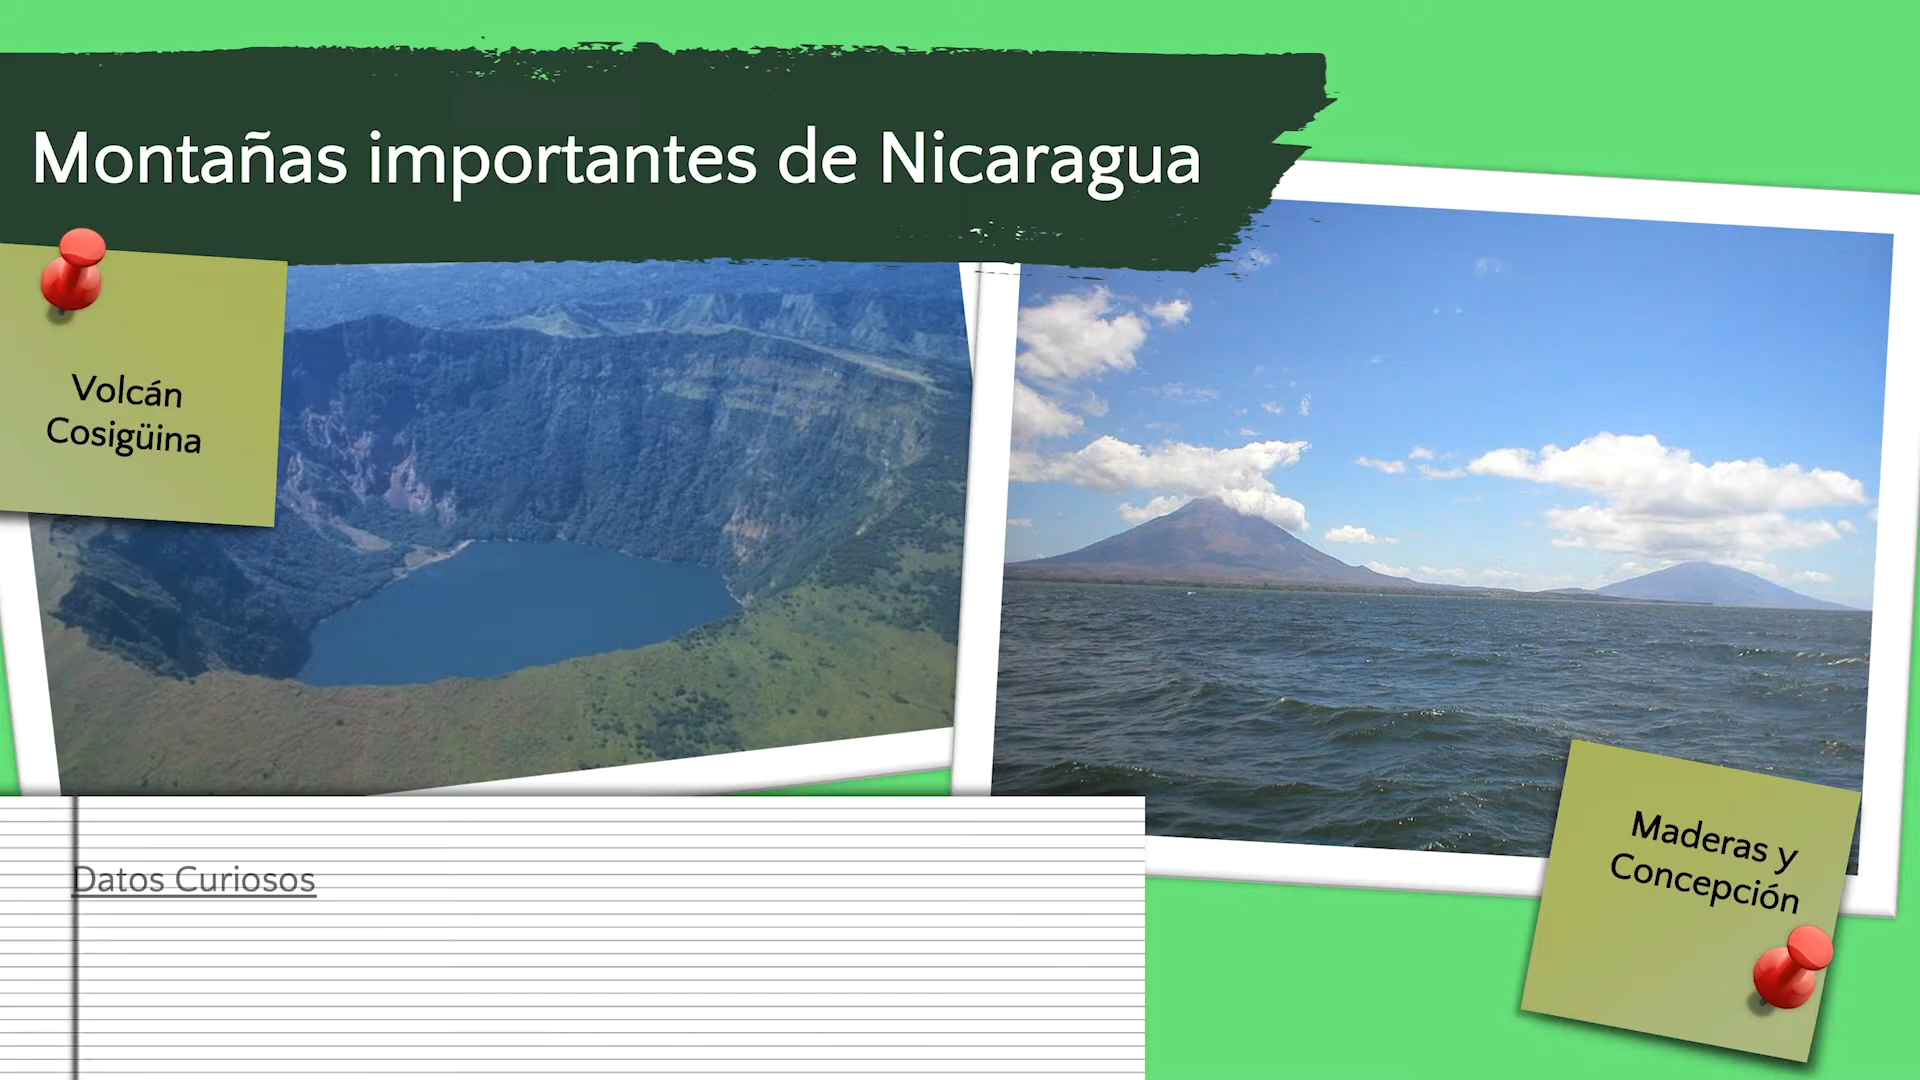 Montañas importantes de Nicaragua
Volcán
Cosigüina
Maderas y
Concepción
Datos Curiosos